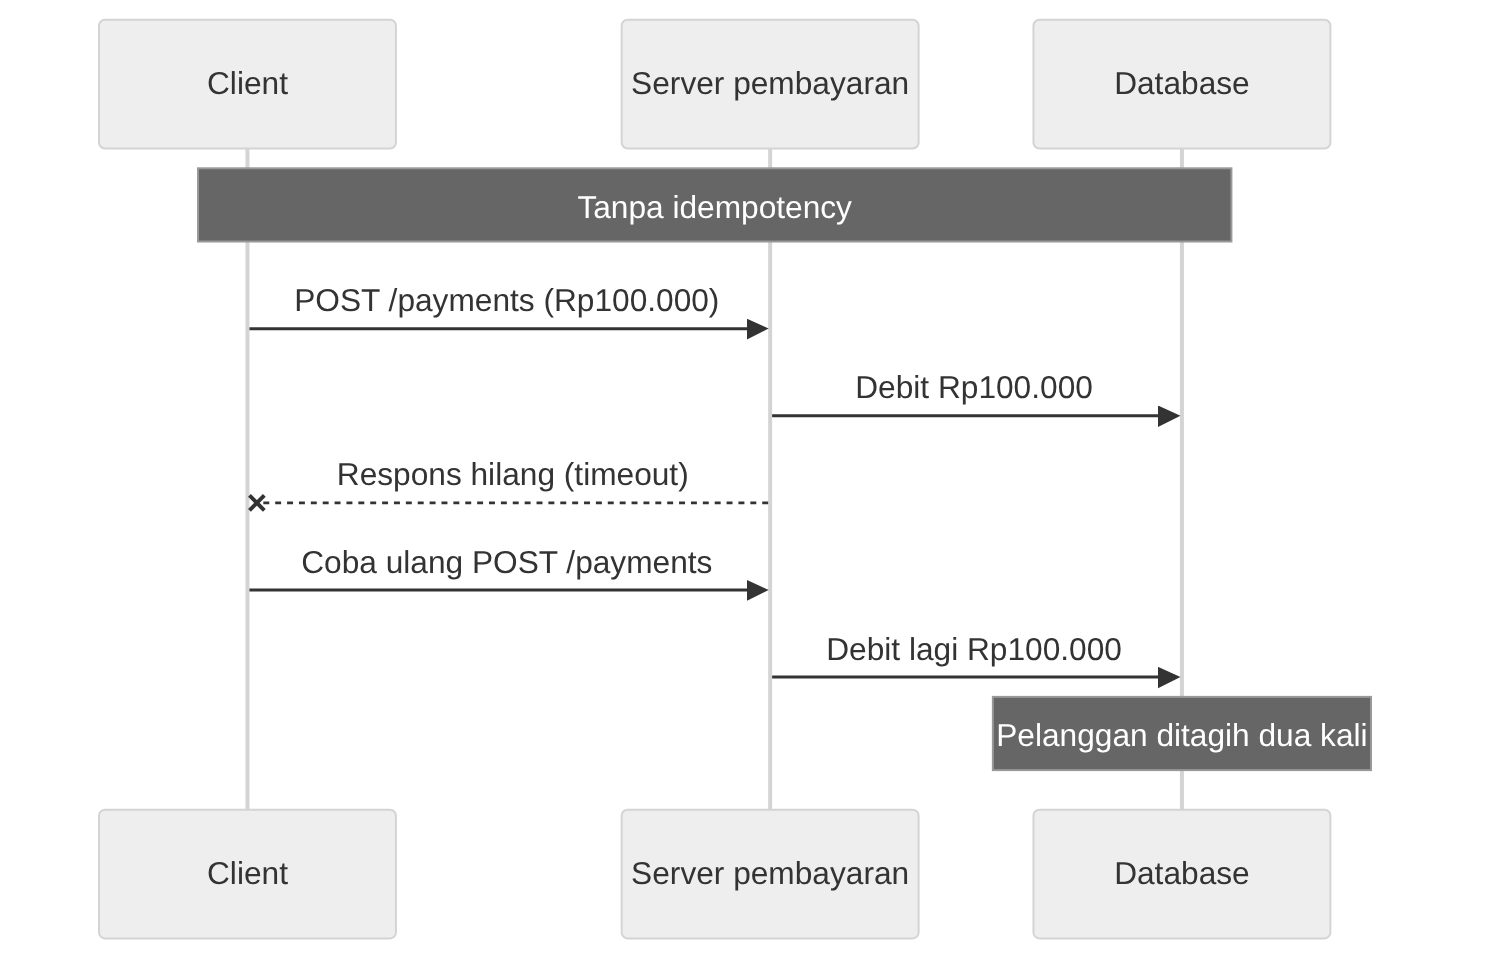 Client
Server pembayaran
Database
Tanpa idempotency
POST /payments (Rp100.000)
Debit Rp100.000
Respons hilang (timeout)
Coba ulang POST /payments
Debit lagi Rp100.000
Pelanggan ditagih dua kali
Client
Server pembayaran
Database